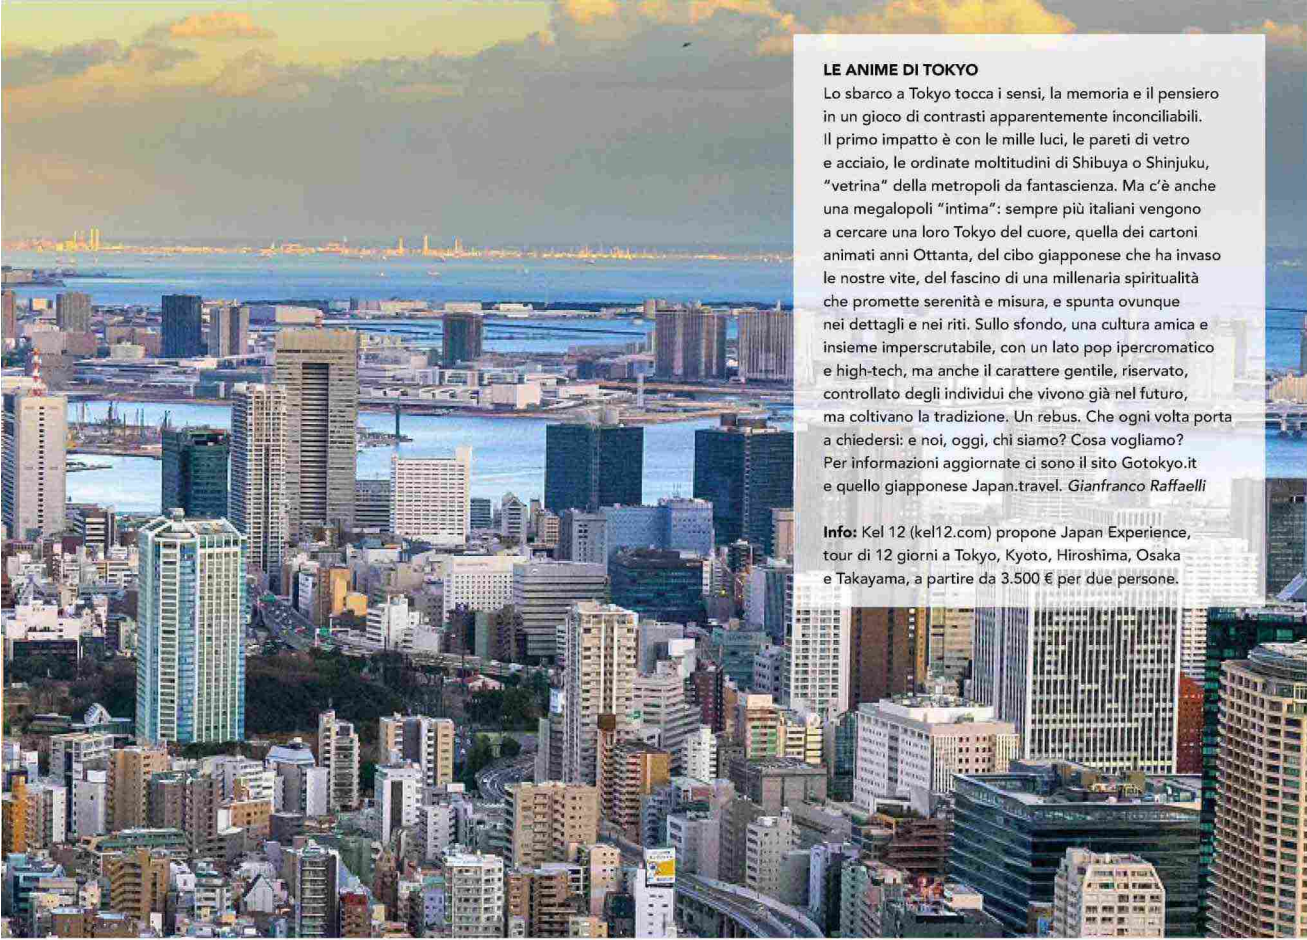 LE ANIME DI TOKYO
Lo sbarco a Tokyo tocca i sensi, la memoria e il pensiero
in un gioco di contrasti apparentemente inconciliabili.
Il primo impatto è con le mille luci, le pareti di vetro
e acciaio, le ordinate moltitudini di Shibuya o Shinjuku,
“vetrina” della metropoli da fantascienza. Ma c’è anche
una megalopoli “intima”: sempre più italiani vengono
a cercare una loro Tokyo del cuore, quella dei cartoni
animati anni Ottanta, del cibo giapponese che ha invaso
le nostre vite, del fascino di una millenaria spiritualità
che promette serenità e misura, e spunta ovunque
nei dettagli e nei riti. Sullo sfondo, una cultura amica e
insieme imperscrutabile, con un lato pop ipercromatico
e high-tech, ma anche il carattere gentile, riservato,
controllato degli individui che vivono già nel futuro,
ma coltivano la tradizione. Un rebus. Che ogni volta porta
a chiedersi: e noi, oggi, chi siamo? Cosa vogliamo?
Per informazioni aggiornate ci sono il sito Gotokyo.it
e quello giapponese Japan.travel. Gianfranco Raffaelli
Info: Kel 12 (kel12.com) propone Japan Experience,
tour di 12 giorni a Tokyo, Kyoto, Hiroshima, Osaka
e Takayama, a partire da 3.500 € per due persone.